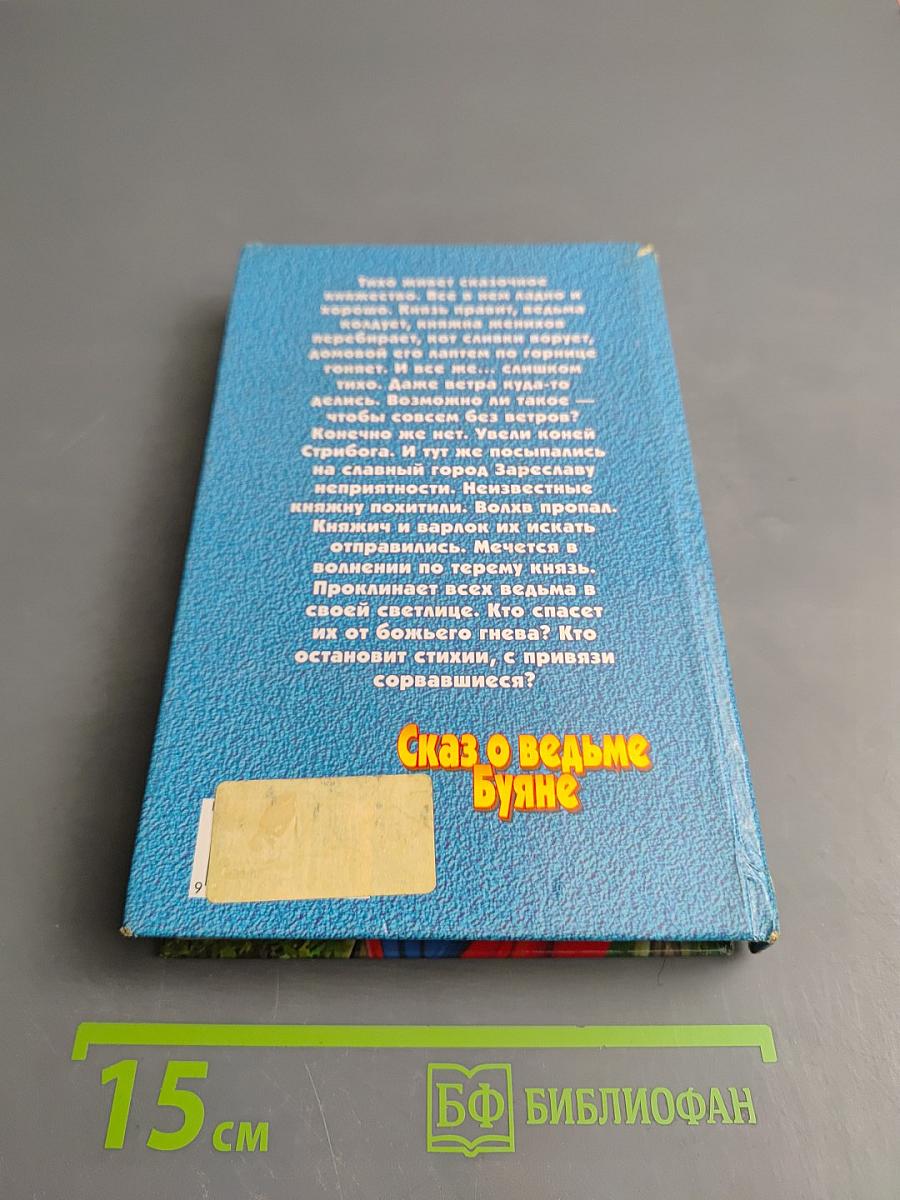 Тихо живет сказочное
княжество. Все в нем ладно и
хорошо. Князь правит, ведьма
колдует, княжна женихов
перебирает, кот сливки ворует,
домовой его лаптем по горнице
гоняет. И все же... слишком
тихо. Даже ветра куда-то
делись. Возможно ли такое —
чтобы совсем без ветров?
Конечно же нет. Увели коней
Стрибога. И тут же посыпались
на славный город Зареславу
неприятности. Неизвестные
княжну похитили. Волхв пропал.
Княжич и варлок их искать
отправились. Мечется в
волнении по терему князь.
Проклинает всех ведьма в
своей светлице. Кто спасет
их от божьего гнева? Кто
остановит стихии, с привязи
сорвавшиеся?
Сказ о ведьме
Буяне
9
15 см
БФ БИБЛИОФАН